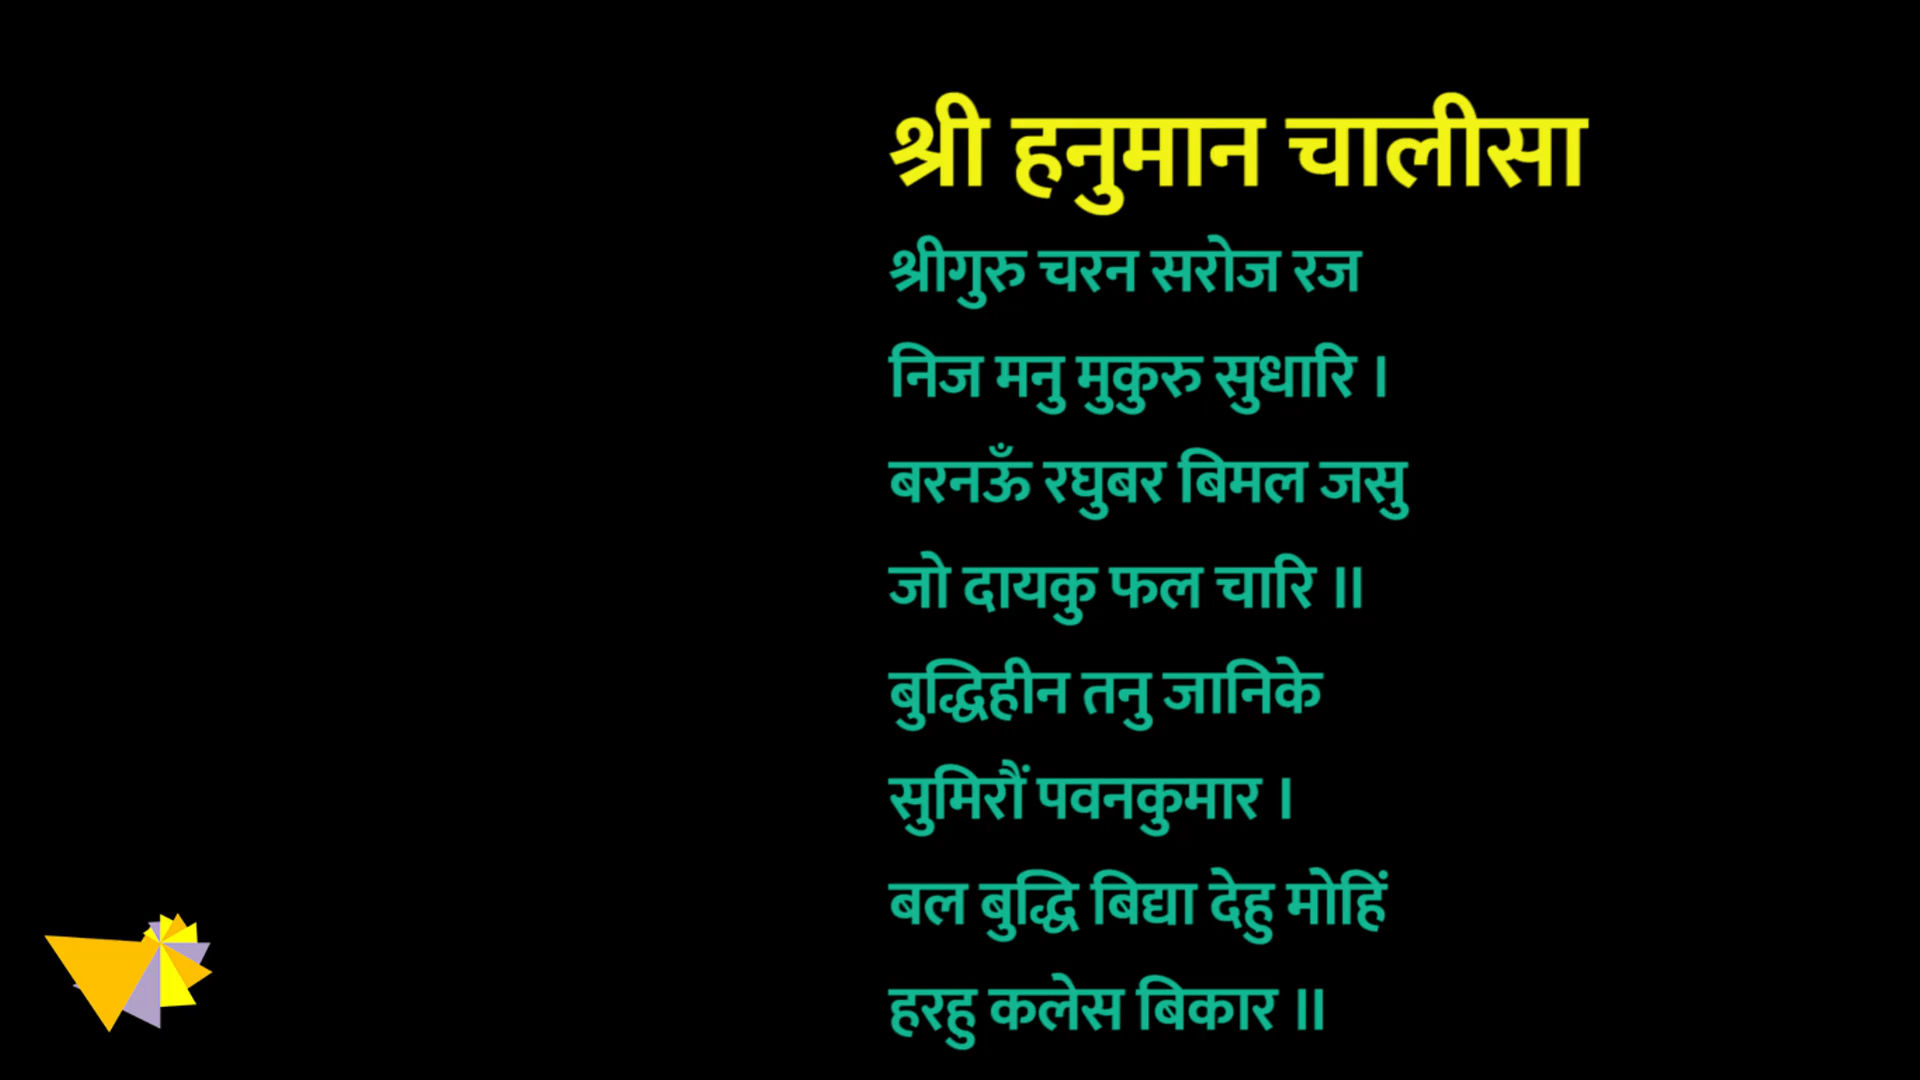 श्री हनुमान चालीसा
श्रीगुरु चरन सरोज रज
निज मनु मुकुरु सुधारि ।
बरनऊँ रघुबर बिमल जसु
जो दायकु फल चारि ॥
बुद्धिहीन तनु जानिके
सुमिरौं पवनकुमार ।
बल बुद्धि बिद्या देहु मोहिं
हरहु कलेस बिकार ॥